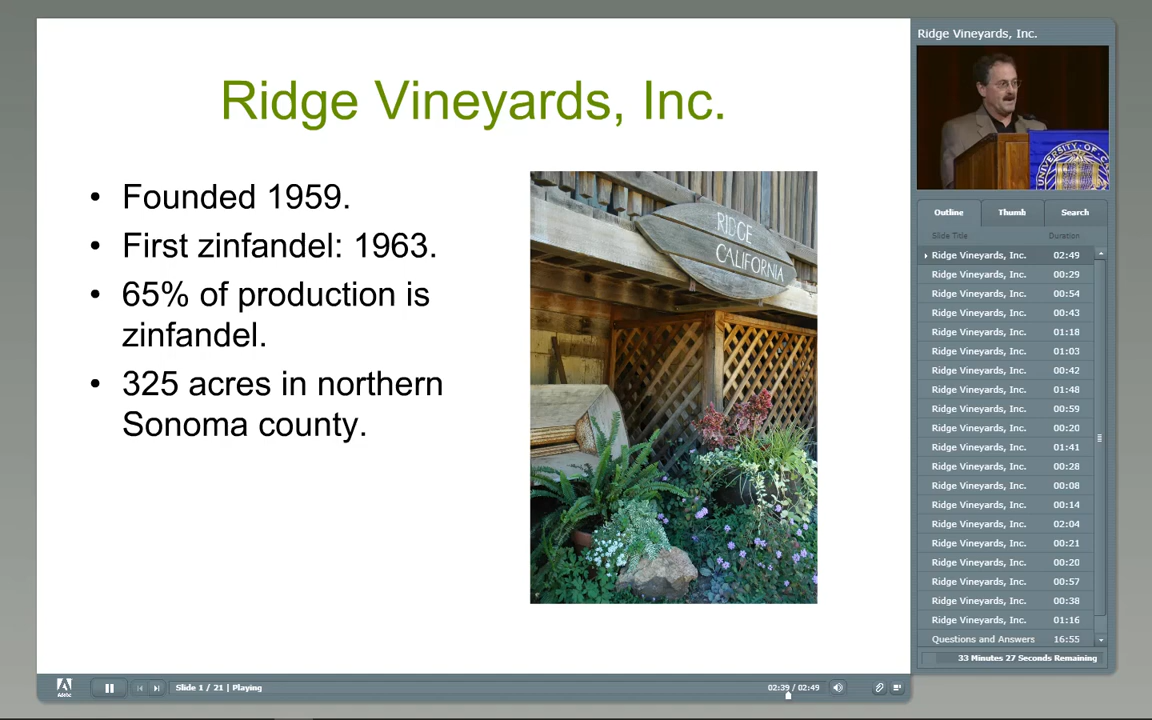 Ridge Vineyards, Inc.
• Founded 1959.
• First zinfandel: 1963.
• 65% of production is
zinfandel.
• 325 acres in northern
Sonoma county.
RIDGE
CALIFORNIA
Ridge Vineyards, Inc.
UNIVERSITY OF
Outline Thumb Search
Slide Title Duration
Ridge Vineyards, Inc. 02:49
Ridge Vineyards, Inc. 00:29
Ridge Vineyards, Inc. 00:54
Ridge Vineyards, Inc. 00:43
Ridge Vineyards, Inc. 01:18
Ridge Vineyards, Inc. 01:03
Ridge Vineyards, Inc. 00:42
Ridge Vineyards, Inc. 01:48
Ridge Vineyards, Inc. 00:59
Ridge Vineyards, Inc. 00:20
Ridge Vineyards, Inc. 01:41
Ridge Vineyards, Inc. 00:28
Ridge Vineyards, Inc. 00:08
Ridge Vineyards, Inc. 00:14
Ridge Vineyards, Inc. 02:04
Ridge Vineyards, Inc. 00:21
Ridge Vineyards, Inc. 00:20
Ridge Vineyards, Inc. 00:57
Ridge Vineyards, Inc. 00:38
Ridge Vineyards, Inc. 01:16
Questions and Answers 16:55
33 Minutes 27 Seconds Remaining
Adobe
Slide 1 / 21 | Playing
02:39 / 02:49